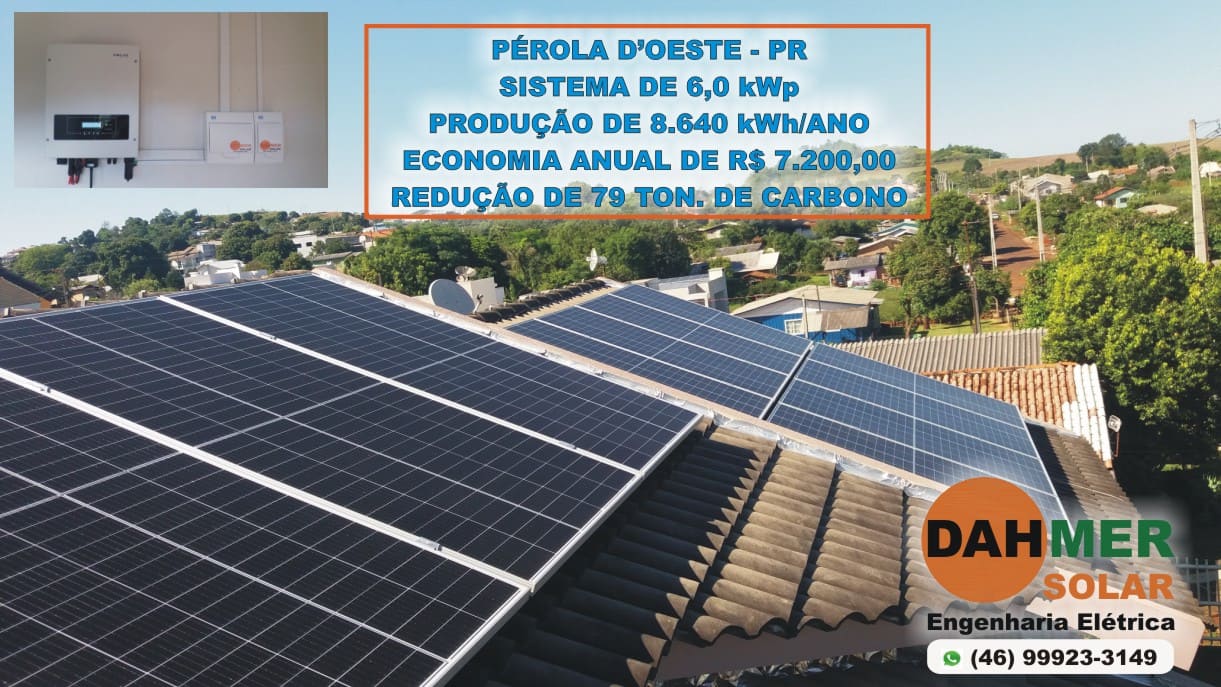 PÉROLA D'OESTE - PR
SISTEMA DE 6,0 kWp
PRODUÇÃO DE 8.640 kWh/ANO
ECONOMIA ANUAL DE R$ 7.200,00
REDUÇÃO DE 79 TON. DE CARBONO
DAHMER
SOLAR
Engenharia Elétrica
(46) 99923-3149